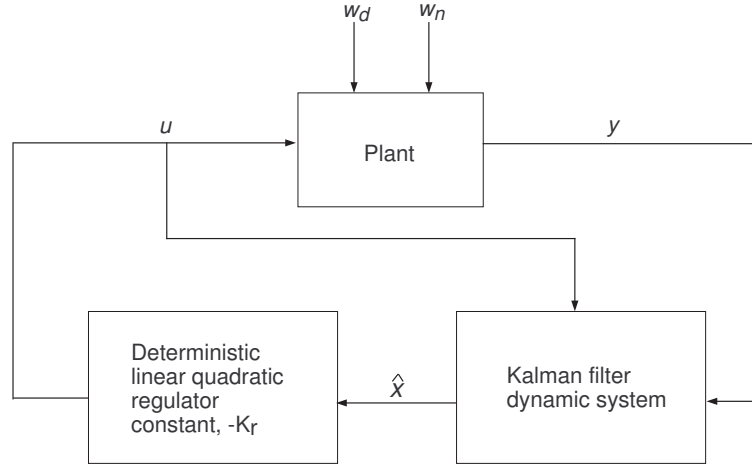 w_d w_n
u
y
Plant
Deterministic
linear quadratic
regulator
constant, -K_r
x̂
Kalman filter
dynamic system